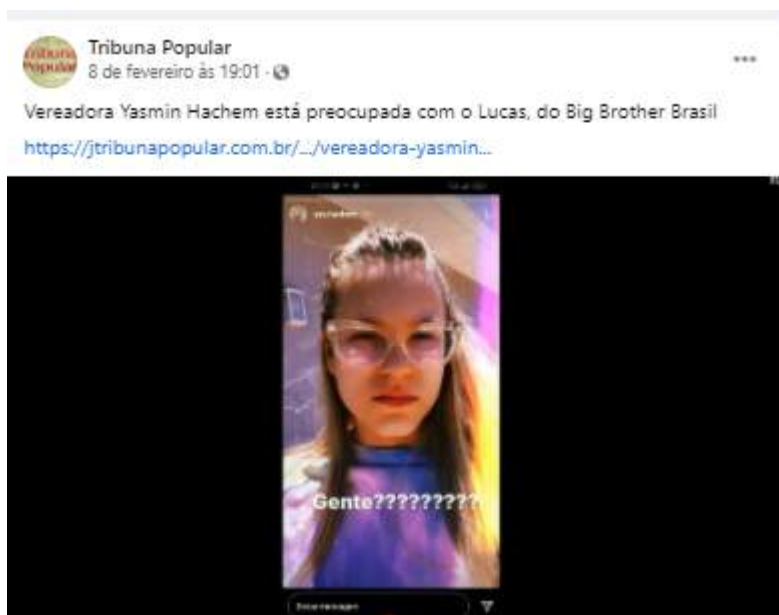 Tribuna Popular
Tribuna Popular
8 de fevereiro às 19:01 ·
Vereadora Yasmin Hachem está preocupada com o Lucas, do Big Brother Brasil
https://jtribunapopular.com.br/.../vereadora-yasmin...
Gente?????????